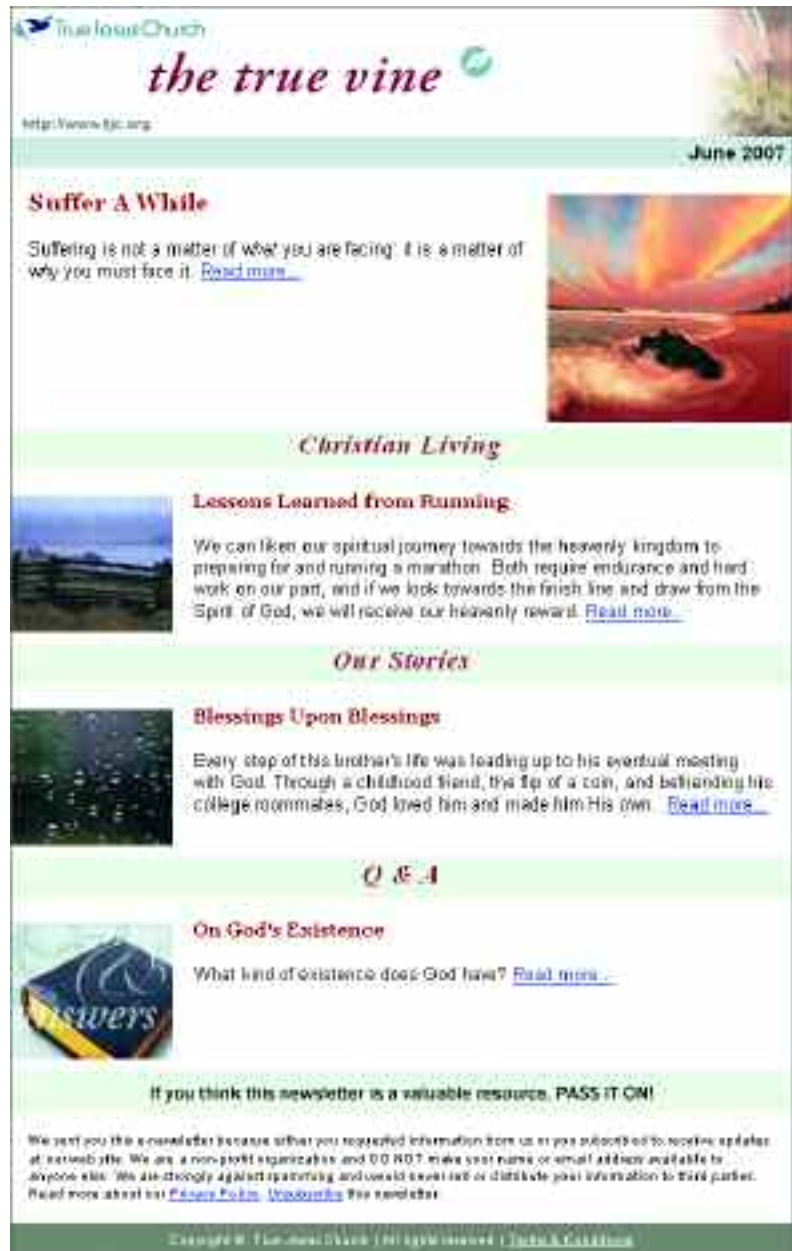 True Jesus Church
the true vine
http://www.tjc.org
June 2007
Suffer A While
Suffering is not a matter of what you are facing: it is a matter of
why you must face it. Read more...
Christian Living
Lessons Learned from Running
We can liken our spiritual journey towards the heavenly kingdom to
preparing for and running a marathon. Both require endurance and hard
work on our part, and if we look towards the finish line and draw from the
Spirit of God, we will receive our heavenly reward. Read more...
Our Stories
Blessings Upon Blessings
Every step of this brother's life was leading up to his eventual meeting
with God. Through a childhood friend, the flip of a coin, and befriending his
college roommates, God loved him and made him His own. Read more...
Q & A
On God's Existence
What kind of existence does God have? Read more...
Answers
If you think this newsletter is a valuable resource, PASS IT ON!
We sent you this e-newsletter because either you requested information from us or you subscribed to receive updates
at our web site. We are a non-profit organization and DO NOT make your name or email address available to
anyone else. We are strongly against spamming and would never sell or distribute your information to third parties.
Read more about our Privacy Policy. Unsubscribe this newsletter.
Copyright © True Jesus Church | All rights reserved | Terms & Conditions